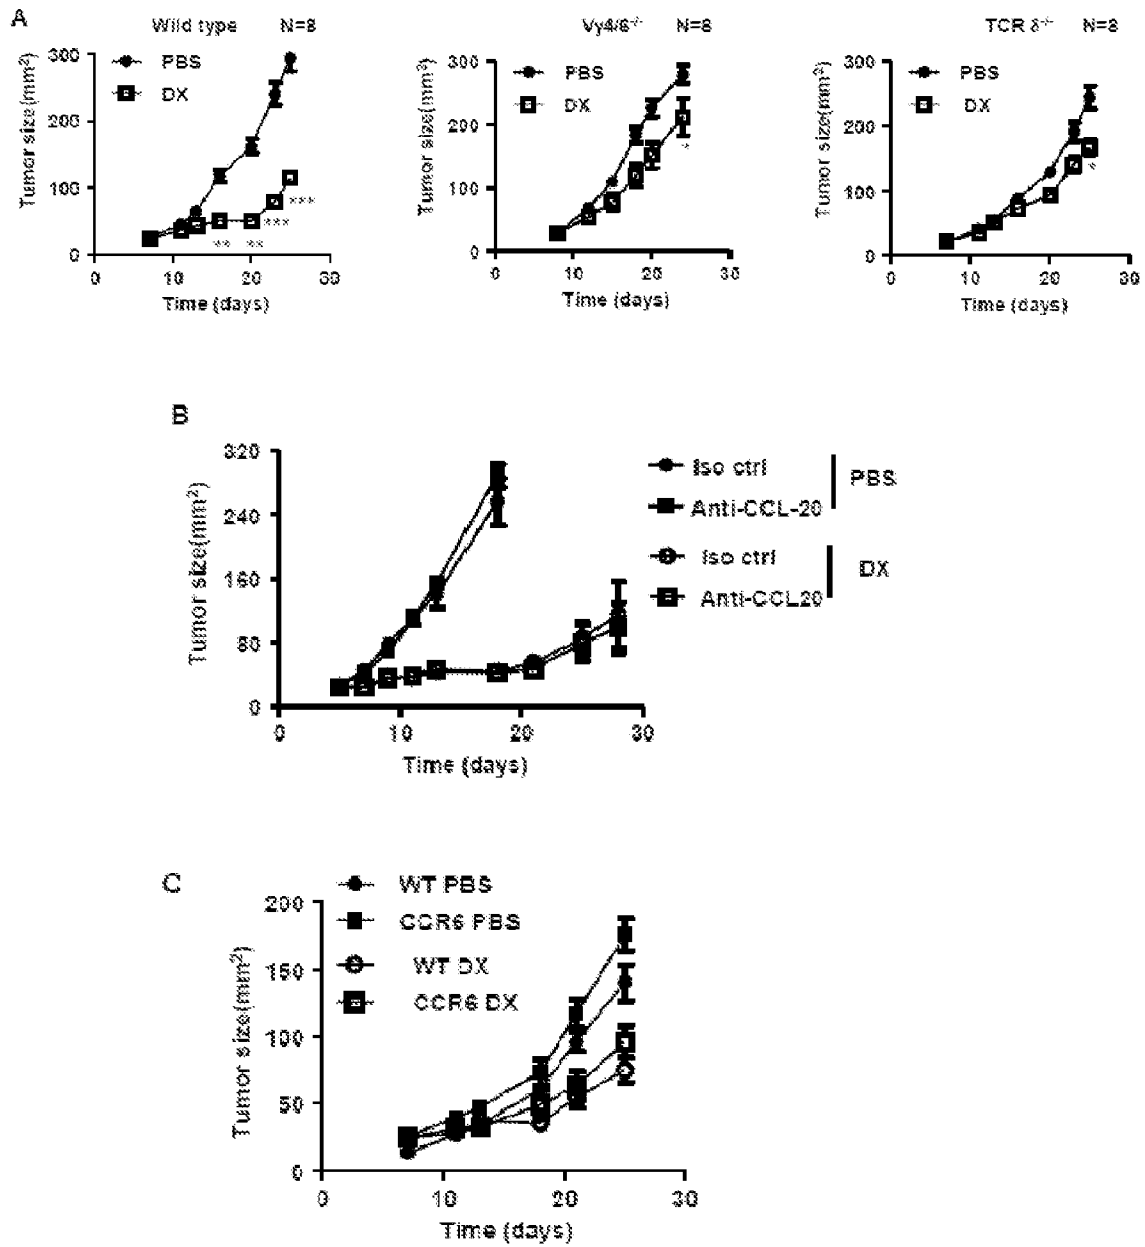 A
Wild type N=8
Tumor size(mm²)
300
200
100
0
PBS
DX
** ** *** ***
0 10 20 30
Time (days)
Vγ4/6-/- N=8
Tumor size(mm²)
300
200
100
0
PBS
DX
*
0 10 20 30
Time (days)
TCR δ-/- N=8
Tumor size(mm²)
300
200
100
0
PBS
DX
*
0 10 20 30
Time (days)
B
Tumor size(mm²)
320
240
160
80
0
0 10 20 30
Time (days)
Iso ctrl
Anti-CCL-20
PBS
Iso ctrl
Anti-CCL20
DX
C
WT PBS
CCR6 PBS
WT DX
CCR6 DX
Tumor size(mm²)
200
150
100
50
0
0 10 20 30
Time (days)